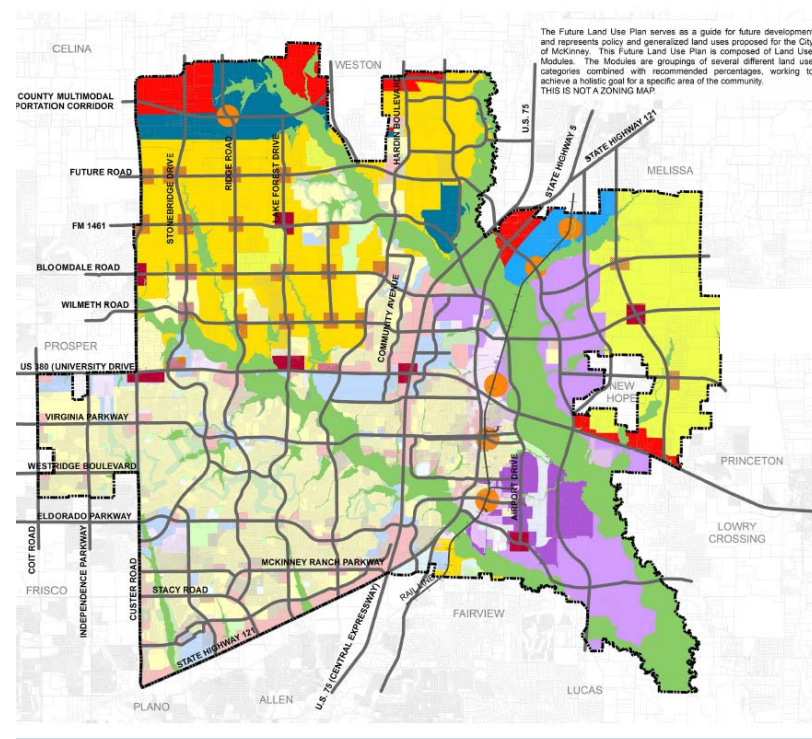 The Future Land Use Plan serves as a guide for future development
and represents policy and generalized land uses proposed for the City
of McKinney. This Future Land Use Plan is composed of Land Use
Modules. The Modules are groupings of several different land use
categories combined with recommended percentages, working to
achieve a holistic goal for a specific area of the community.
THIS IS NOT A ZONING MAP.
CELINA
WESTON
COUNTY MULTIMODAL
PORTATION CORRIDOR
HARDIN BOULEVARD
U.S. 75
STATE HIGHWAY 5
STATE HIGHWAY 121
MELISSA
FUTURE ROAD
STONEBRIDGE DRIVE
RIDGE ROAD
LAKE FOREST DRIVE
FM 1461
BLOOMDALE ROAD
WILMETH ROAD
COMMUNITY AVENUE
PROSPER
US 380 (UNIVERSITY DRIVE)
NEW
HOPE
VIRGINIA PARKWAY
WESTRIDGE BOULEVARD
PRINCETON
AIRPORT DRIVE
ELDORADO PARKWAY
LOWRY
CROSSING
COIT ROAD
INDEPENDENCE PARKWAY
CUSTER ROAD
MCKINNEY RANCH PARKWAY
FRISCO
STACY ROAD
RAIL LINE
FAIRVIEW
STATE HIGHWAY 121
U.S. 75 (CENTRAL EXPRESSWAY)
PLANO
ALLEN
LUCAS